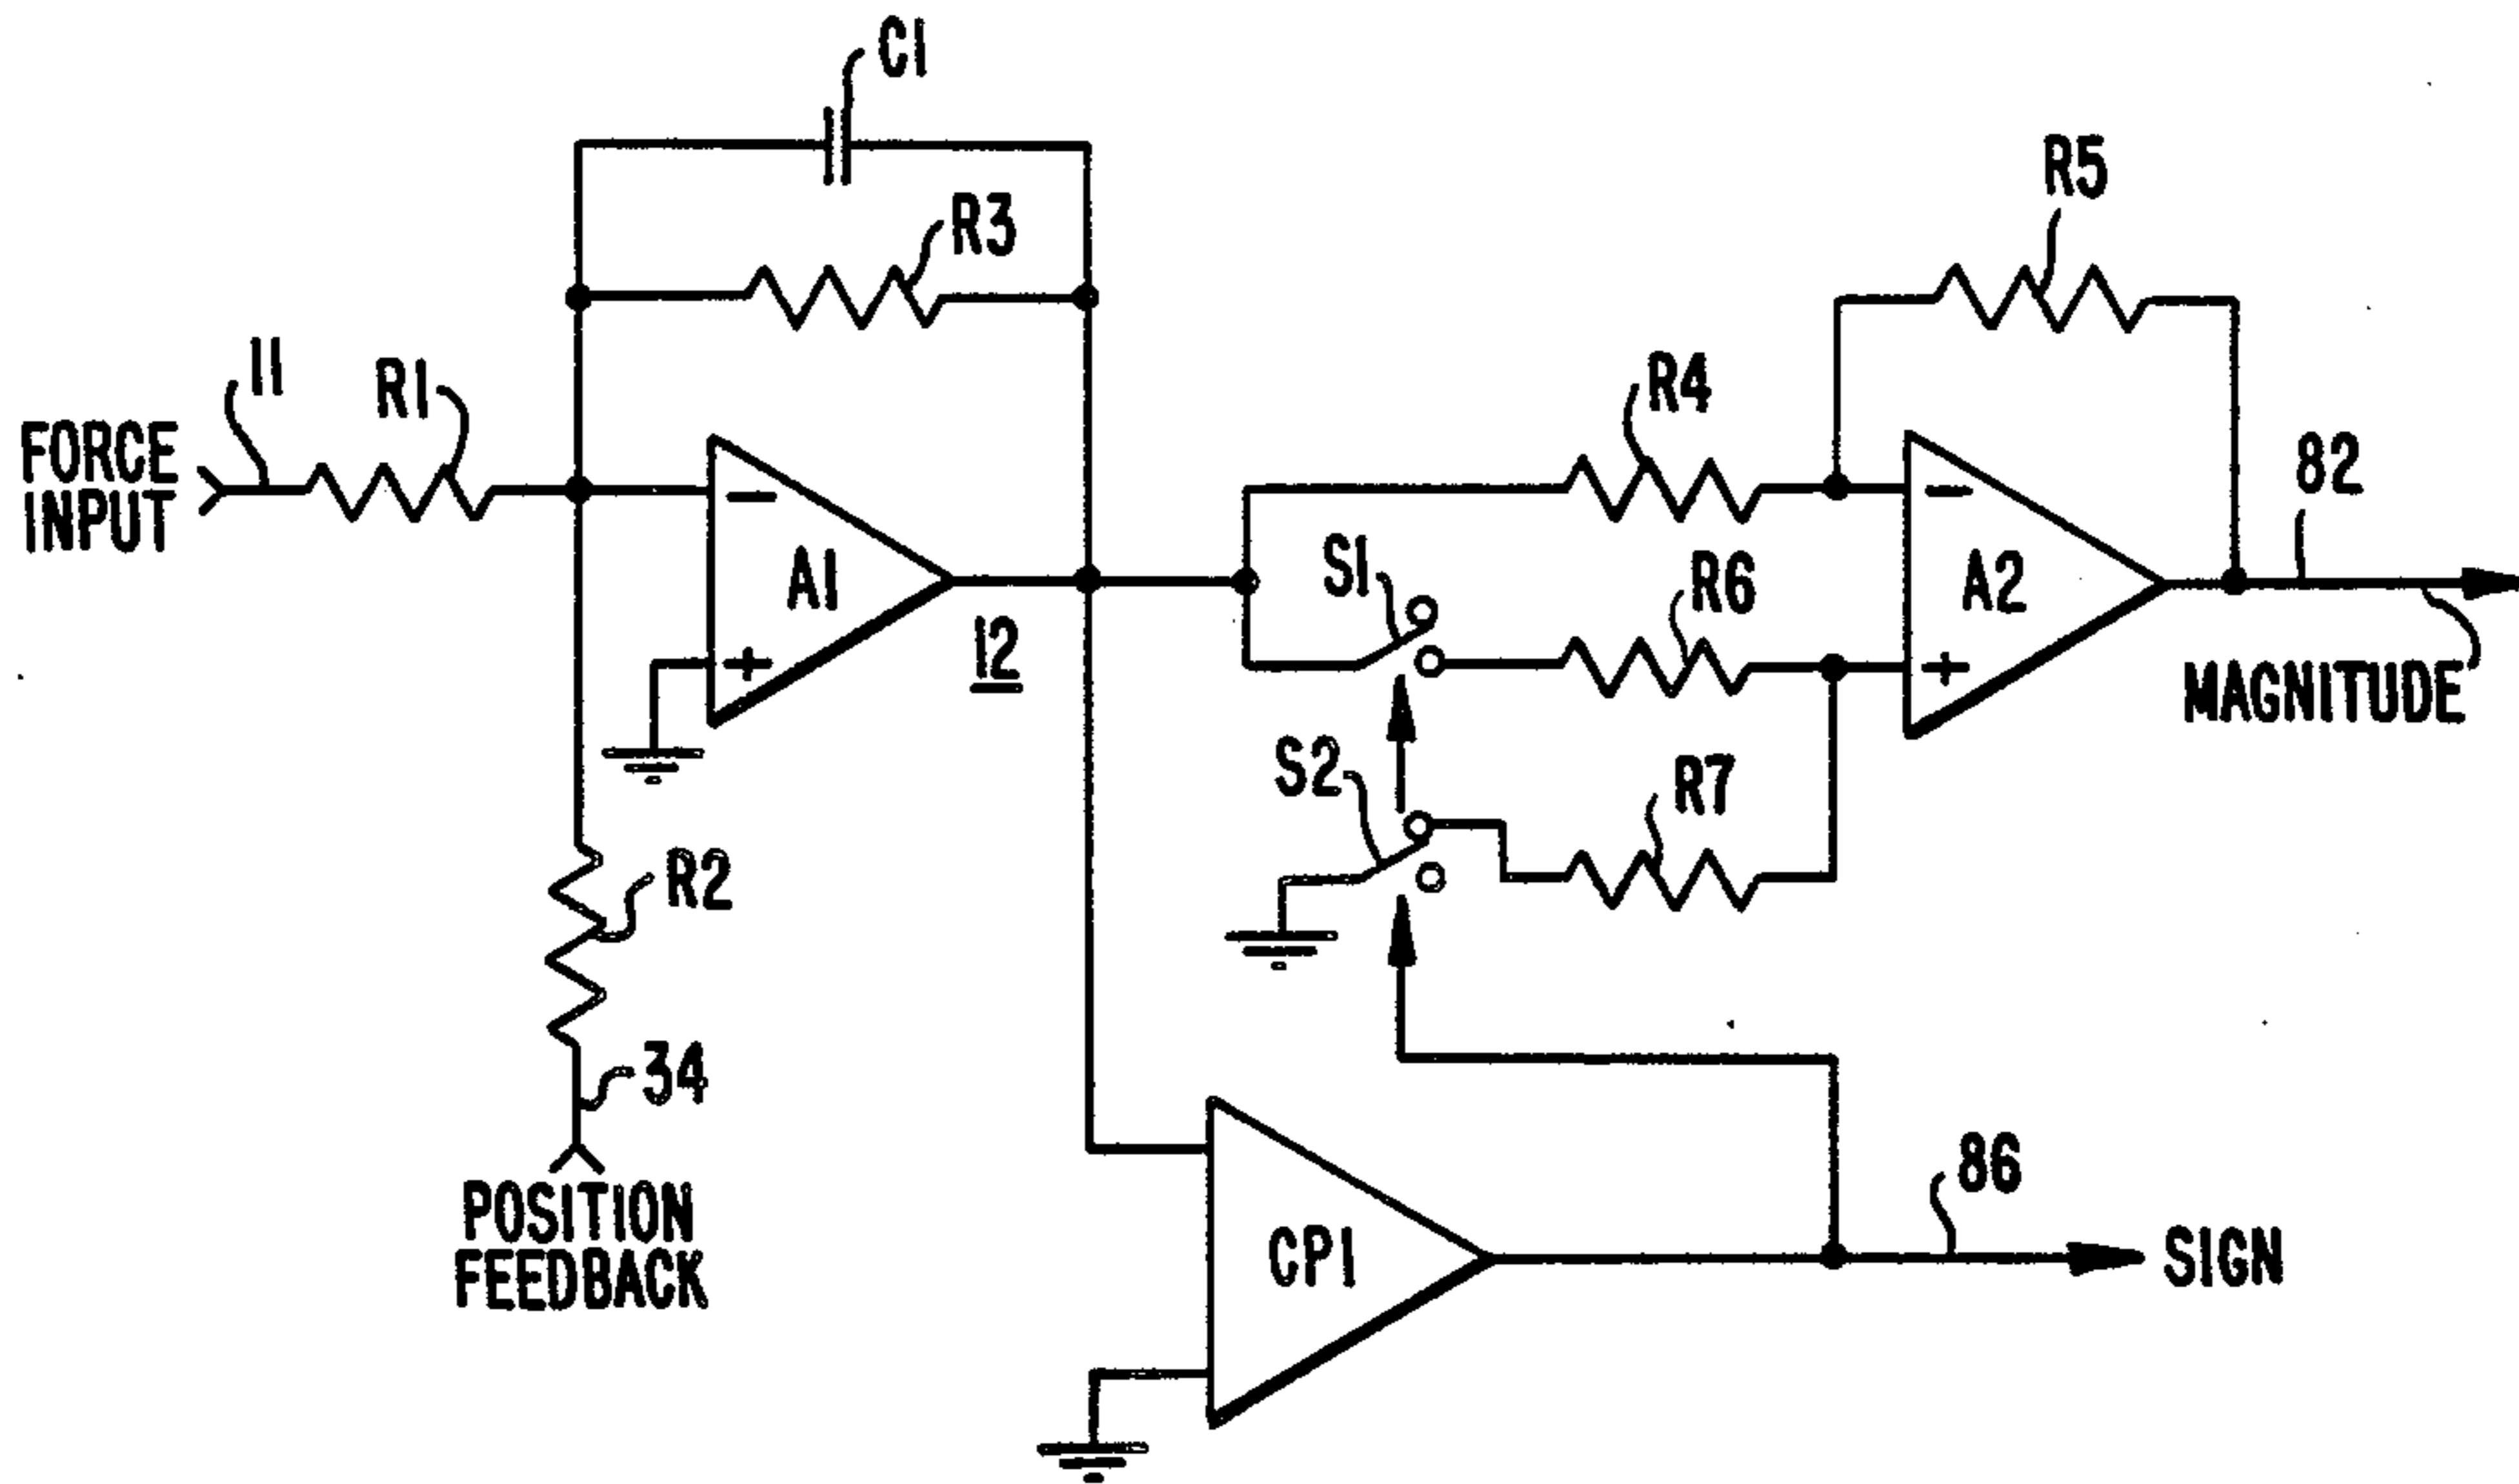 C1
R3
R5
11
R1
R4
FORCE
INPUT
82
A1
S1
R6
A2
12
MAGNITUDE
S2
R7
R2
34
86
POSITION
FEEDBACK
CP1
SIGN
−
+
−
+